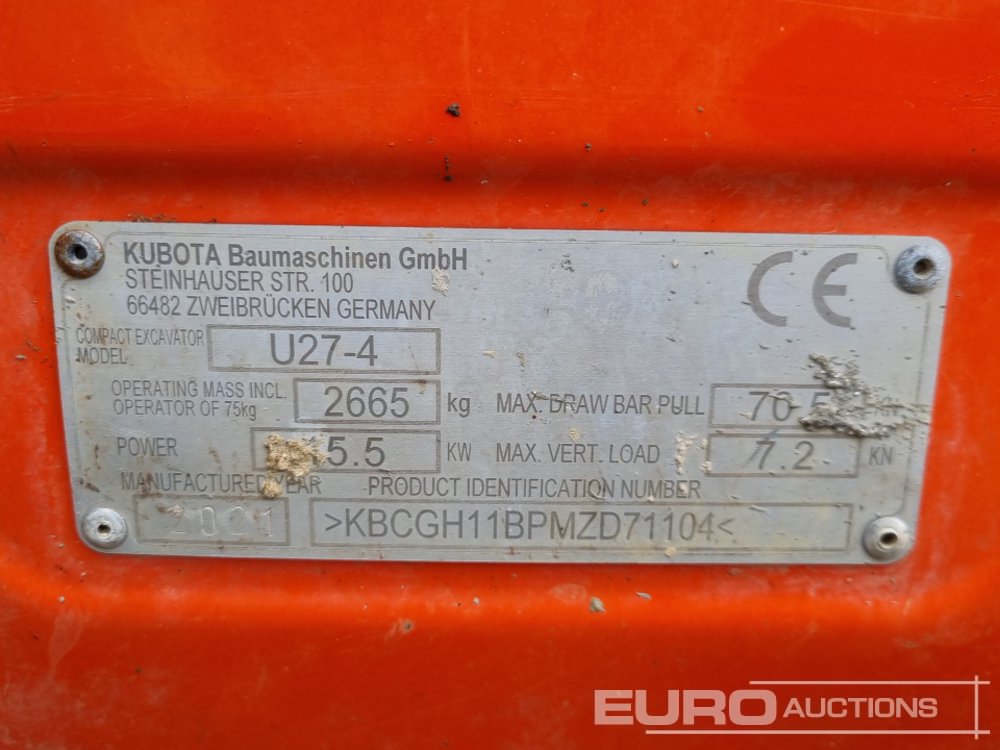 KUBOTA Baumaschinen GmbH
STEINHAUSER STR. 100
66482 ZWEIBRÜCKEN GERMANY
CE
COMPACT EXCAVATOR
MODEL
U27-4
OPERATING MASS INCL.
OPERATOR OF 75kg
2665 kg
MAX. DRAW BAR PULL
POWER
5.5 KW
MAX. VERT. LOAD
7.2 KN
MANUFACTURED YEAR
2021
PRODUCT IDENTIFICATION NUMBER
>KBCGH11BPMZD71104<
EURO AUCTIONS